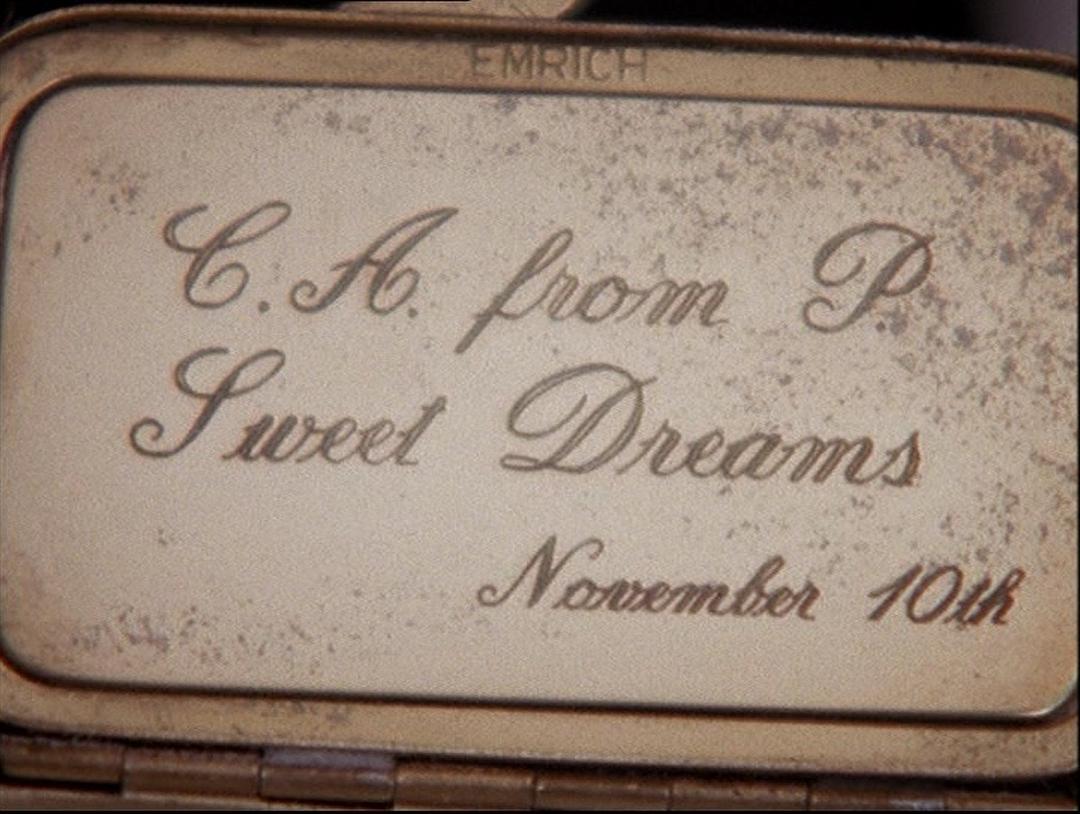 EMRICH
C.A. from P.
Sweet Dreams
November 10th